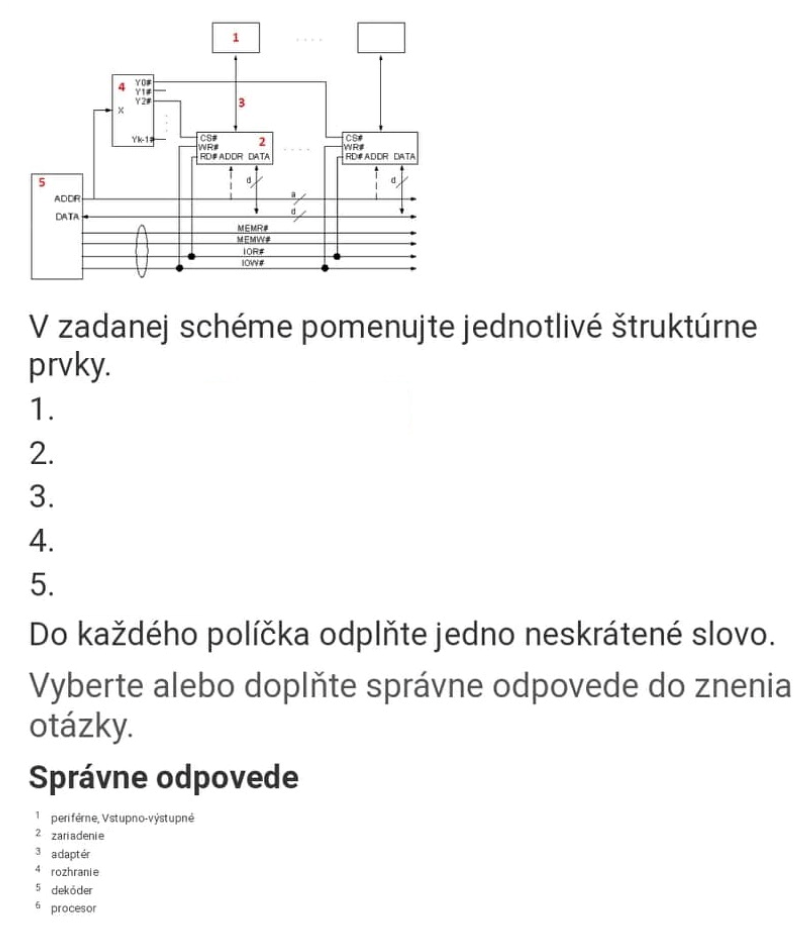 1
4 Y0#
Y1#
Y2#
X
3
Yk-1#
CS#
WR# 2
RD# ADDR DATA
CS#
WR#
RD# ADDR DATA
5
d
d
ADDR
a
DATA
d
MEMR#
MEMW#
IOR#
IOW#
V zadanej schéme pomenujte jednotlivé štruktúrne
prvky.
1.
2.
3.
4.
5.
Do každého políčka odplňte jedno neskrátené slovo.
Vyberte alebo doplňte správne odpovede do znenia
otázky.
Správne odpovede
1 periférne, Vstupno-výstupné
2 zariadenie
3 adaptér
4 rozhranie
5 dekóder
6 procesor